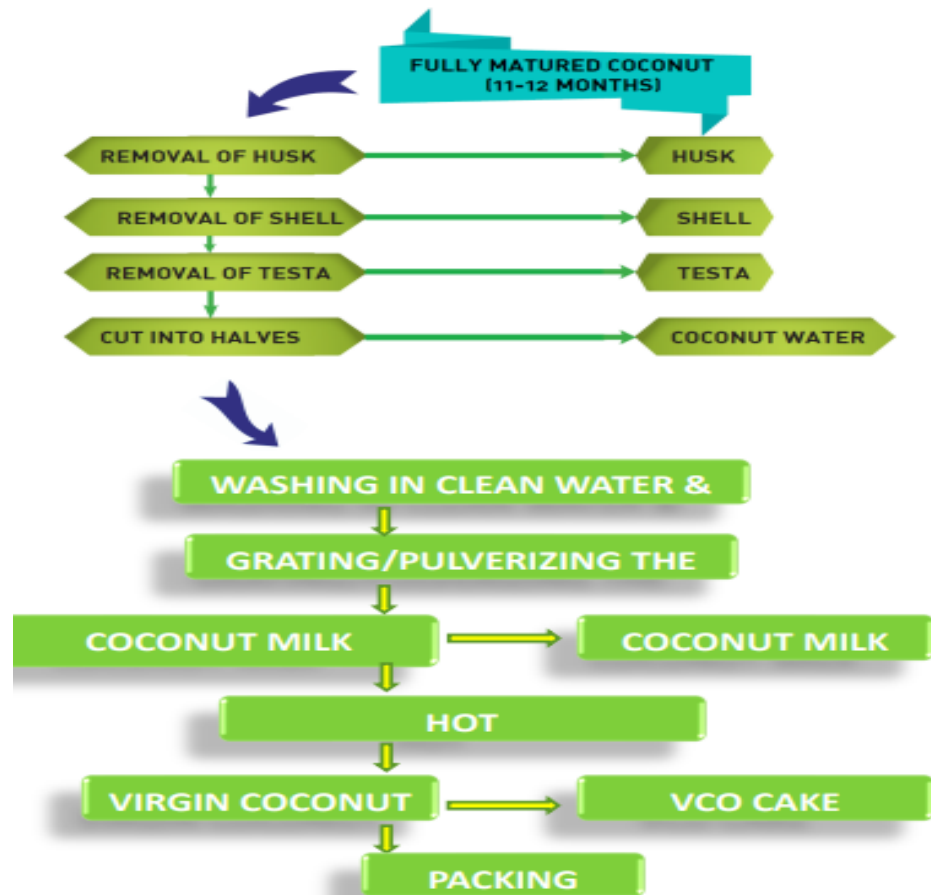 FULLY MATURED COCONUT
(11-12 MONTHS)
REMOVAL OF HUSK
HUSK
REMOVAL OF SHELL
SHELL
REMOVAL OF TESTA
TESTA
CUT INTO HALVES
COCONUT WATER
WASHING IN CLEAN WATER &
GRATING/PULVERIZING THE
COCONUT MILK
COCONUT MILK
HOT
VIRGIN COCONUT
VCO CAKE
PACKING